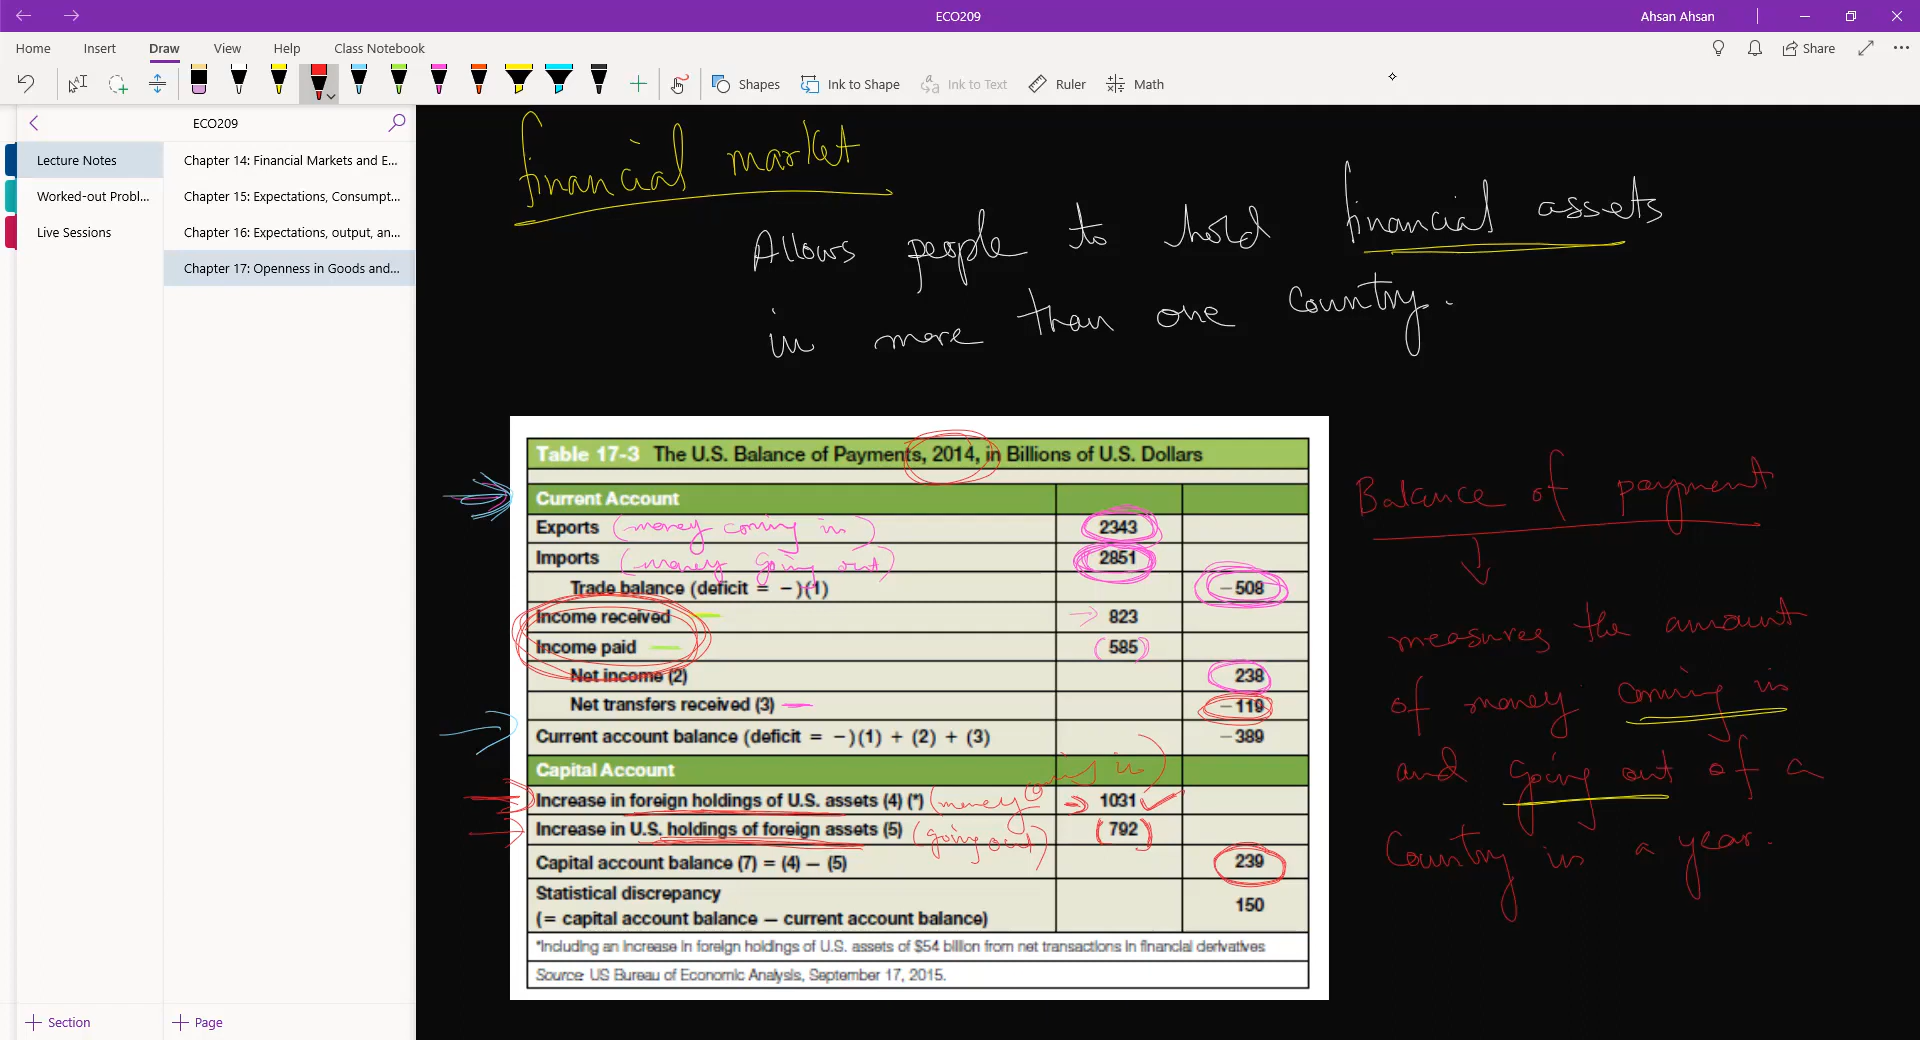 ECO209
Ahsan Ahsan
Home Insert Draw View Help Class Notebook
Share
Shapes Ink to Shape Ink to Text Ruler Math
ECO209
Lecture Notes
Worked-out Probl...
Live Sessions
Chapter 14: Financial Markets and E...
Chapter 15: Expectations, Consumpt...
Chapter 16: Expectations, output, an...
Chapter 17: Openness in Goods and...
Section
Page
financial market
Allows people to hold financial assets
in more than one Country.
Table 17-3 The U.S. Balance of Payments, 2014, in Billions of U.S. Dollars
Current Account
Exports (money coming in) 2343
Imports (money going out) 2851
Trade balance (deficit = −)(1) −508
Income received 823
Income paid (585)
Net income (2) 238
Net transfers received (3) −119
Current account balance (deficit = −)(1) + (2) + (3) −389
Capital Account
Increase in foreign holdings of U.S. assets (4) (*) (money coming in) 1031
Increase in U.S. holdings of foreign assets (5) (going out) (792)
Capital account balance (7) = (4) − (5) 239
Statistical discrepancy
(= capital account balance — current account balance) 150
*Including an increase in foreign holdings of U.S. assets of $54 billion from net transactions in financial derivatives
Source: US Bureau of Economic Analysis, September 17, 2015.
Balance of payment
measures the amount
of money coming in
and going out of a
Country in a year.